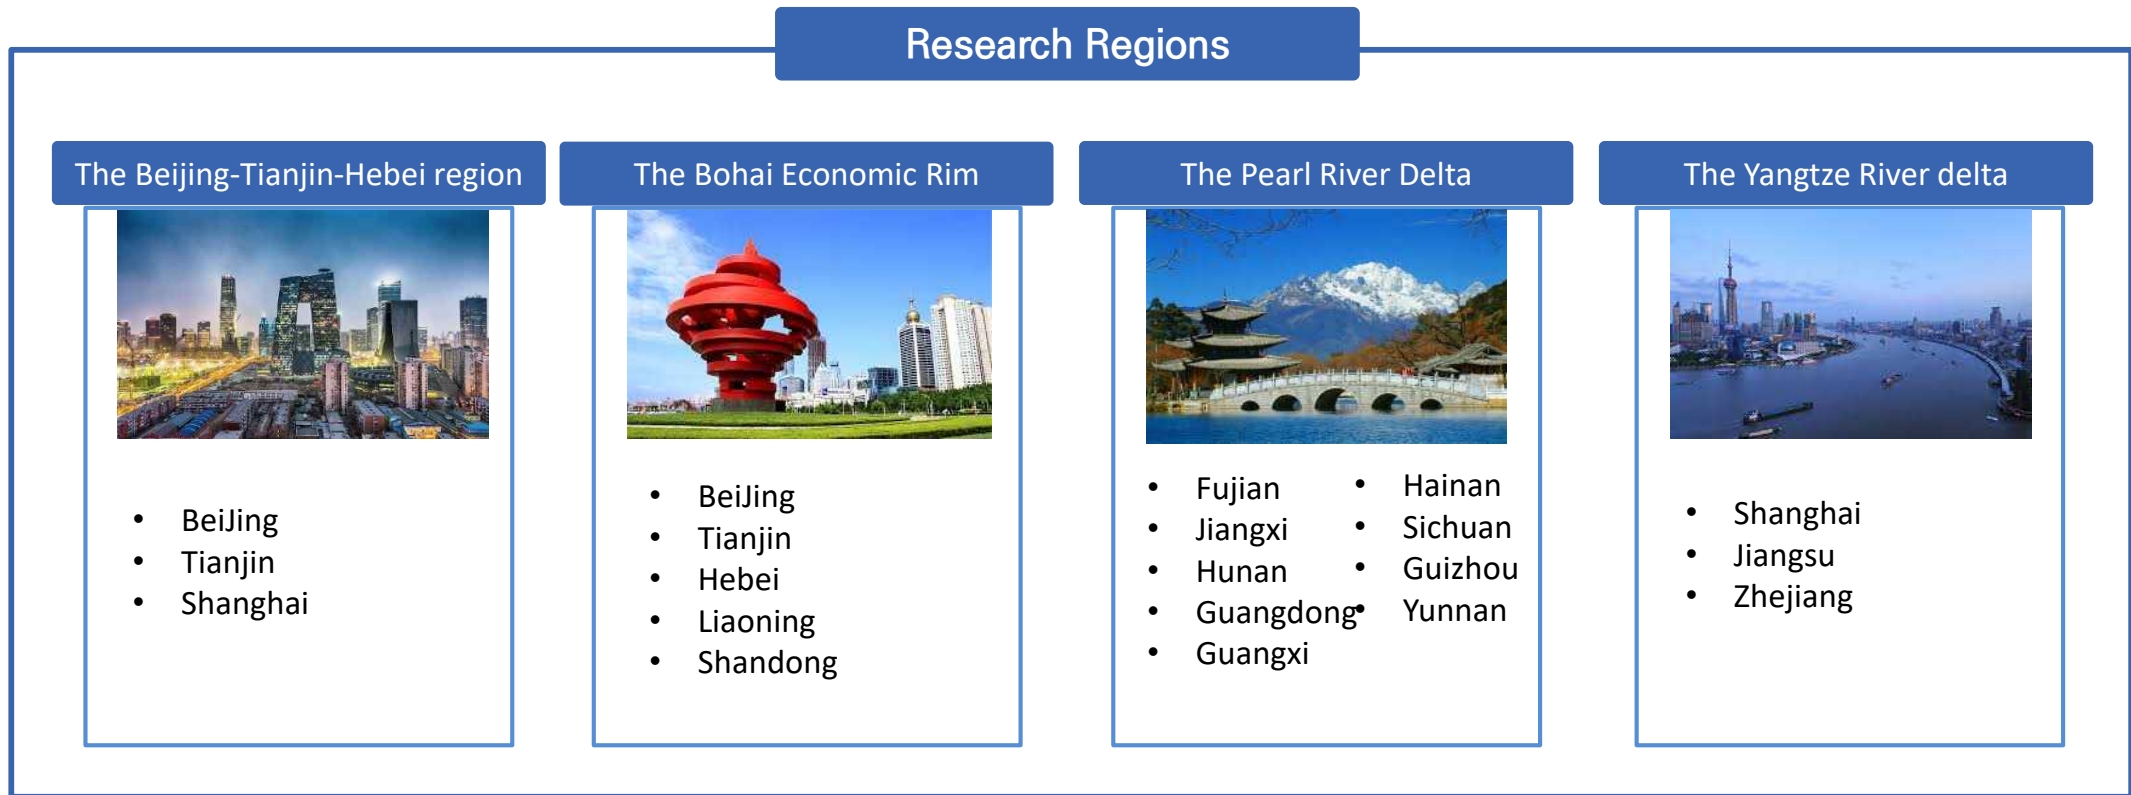 Research Regions
The Beijing-Tianjin-Hebei region
• BeiJing
• Tianjin
• Shanghai
The Bohai Economic Rim
• BeiJing
• Tianjin
• Hebei
• Liaoning
• Shandong
The Pearl River Delta
• Fujian
• Jiangxi
• Hunan
• Guangdong
• Guangxi
• Hainan
• Sichuan
• Guizhou
• Yunnan
The Yangtze River delta
• Shanghai
• Jiangsu
• Zhejiang